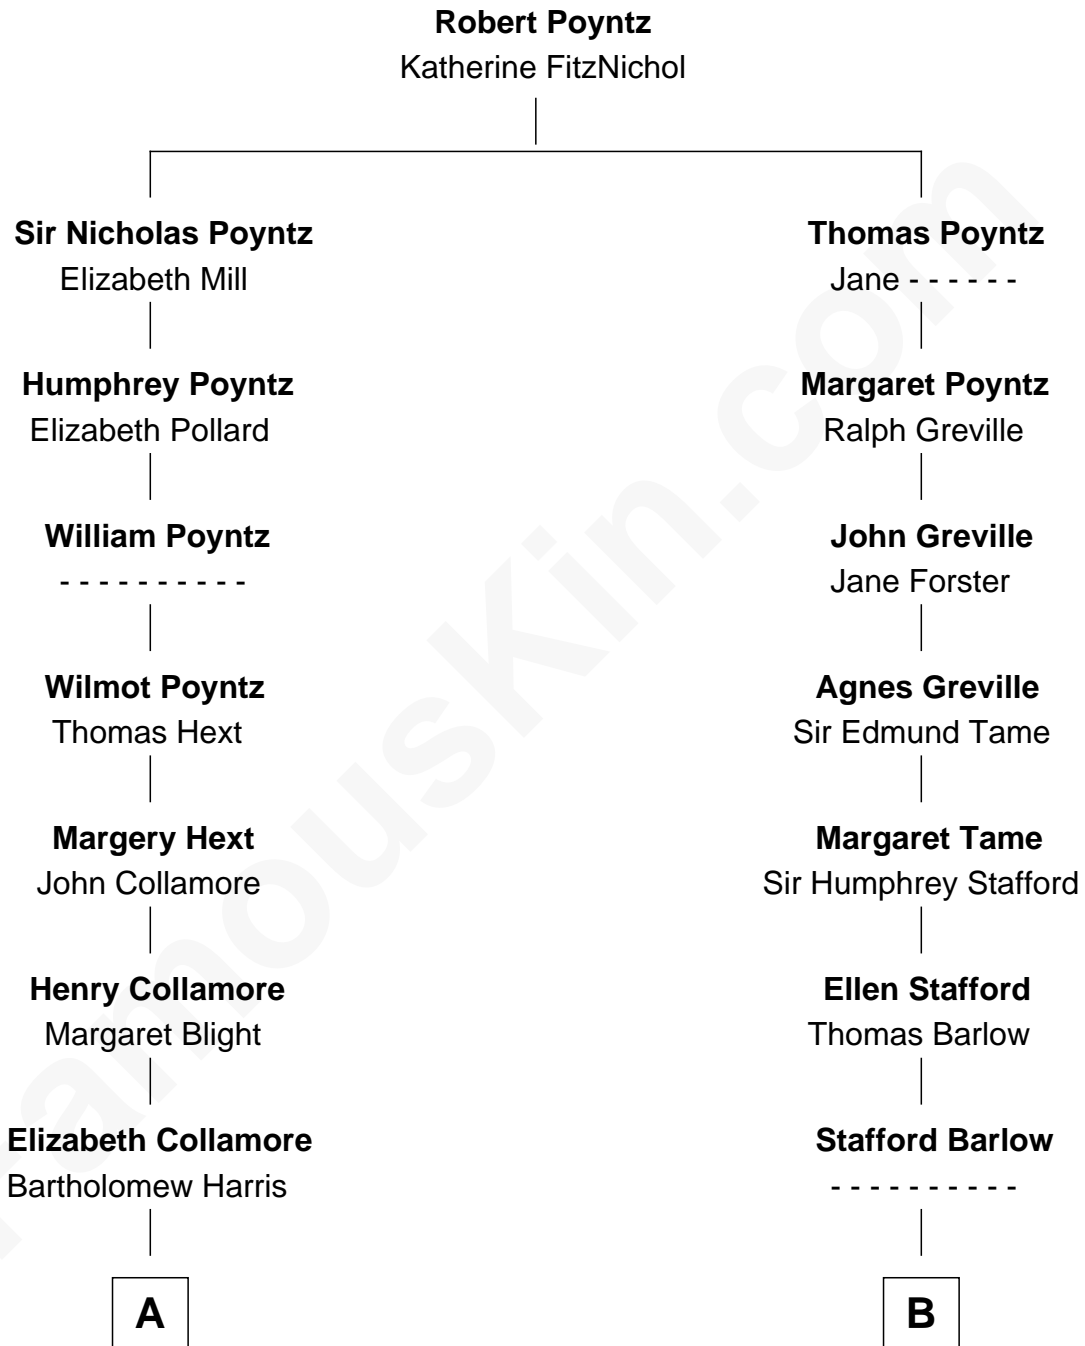 Robert Poyntz
Katherine FitzNichol
Sir Nicholas Poyntz
Elizabeth Mill
Humphrey Poyntz
Elizabeth Pollard
William Poyntz
- - - - - - - - - -
Wilmot Poyntz
Thomas Hext
Margery Hext
John Collamore
Henry Collamore
Margaret Blight
Elizabeth Collamore
Bartholomew Harris
A
Thomas Poyntz
Jane - - - - - -
Margaret Poyntz
Ralph Greville
John Greville
Jane Forster
Agnes Greville
Sir Edmund Tame
Margaret Tame
Sir Humphrey Stafford
Ellen Stafford
Thomas Barlow
Stafford Barlow
- - - - - - - - - -
B
FamousKin.com